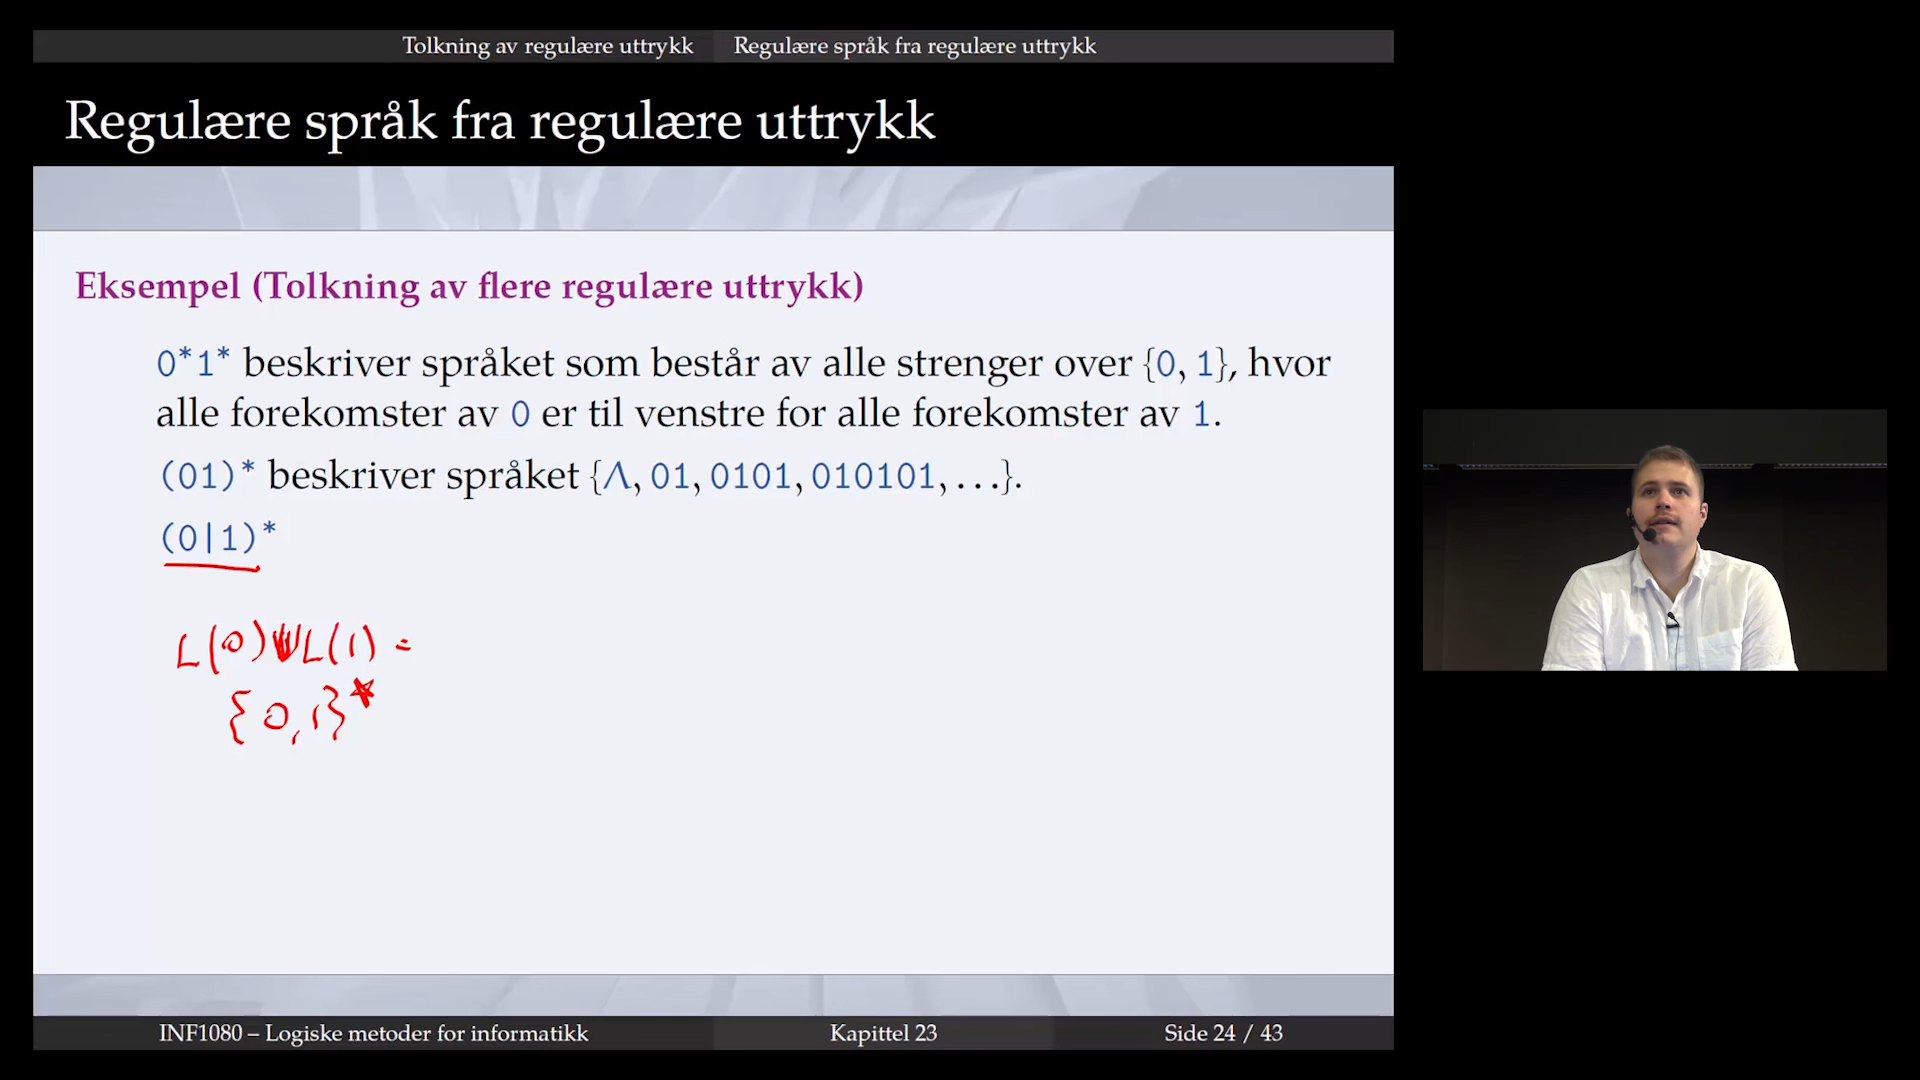 Tolkning av regulære uttrykk Regulære språk fra regulære uttrykk
Regulære språk fra regulære uttrykk
Eksempel (Tolkning av flere regulære uttrykk)
0*1* beskriver språket som består av alle strenger over {0, 1}, hvor
alle forekomster av 0 er til venstre for alle forekomster av 1.
(01)* beskriver språket {Λ, 01, 0101, 010101, . . .}.
(0|1)*
L(0)∪L(1) =
{0,1}*
INF1080 – Logiske metoder for informatikk Kapittel 23 Side 24 / 43